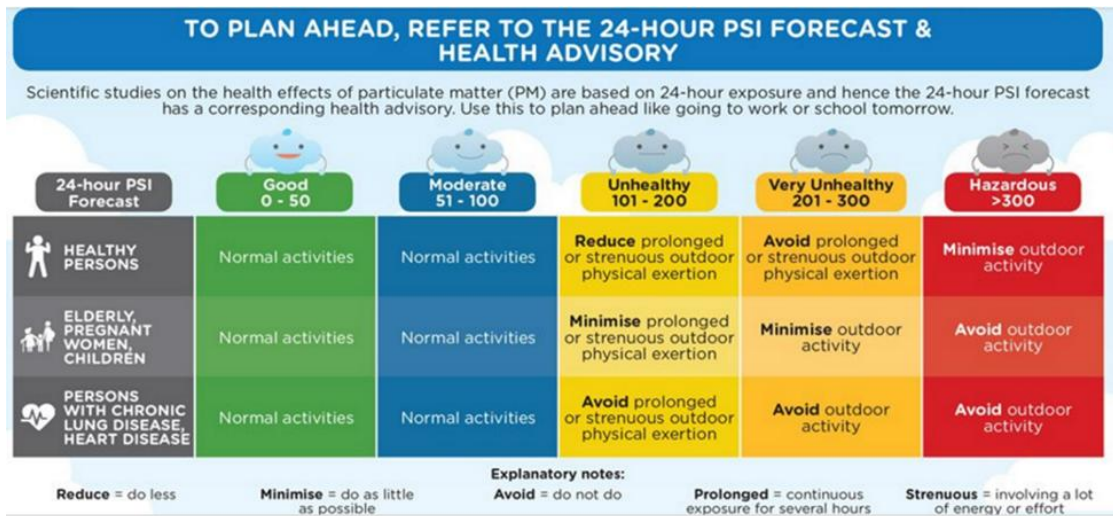 TO PLAN AHEAD, REFER TO THE 24-HOUR PSI FORECAST &
HEALTH ADVISORY
Scientific studies on the health effects of particulate matter (PM) are based on 24-hour exposure and hence the 24-hour PSI forecast
has a corresponding health advisory. Use this to plan ahead like going to work or school tomorrow.
24-hour PSI
Forecast
Good
0 - 50
Moderate
51 - 100
Unhealthy
101 - 200
Very Unhealthy
201 - 300
Hazardous
>300
HEALTHY
PERSONS
Normal activities
Normal activities
Reduce prolonged
or strenuous outdoor
physical exertion
Avoid prolonged
or strenuous outdoor
physical exertion
Minimise outdoor
activity
ELDERLY,
PREGNANT
WOMEN,
CHILDREN
Normal activities
Normal activities
Minimise prolonged
or strenuous outdoor
physical exertion
Minimise outdoor
activity
Avoid outdoor
activity
PERSONS
WITH CHRONIC
LUNG DISEASE,
HEART DISEASE
Normal activities
Normal activities
Avoid prolonged
or strenuous outdoor
physical exertion
Avoid outdoor
activity
Avoid outdoor
activity
Explanatory notes:
Reduce = do less
Minimise = do as little
as possible
Avoid = do not do
Prolonged = continuous
exposure for several hours
Strenuous = involving a lot
of energy or effort